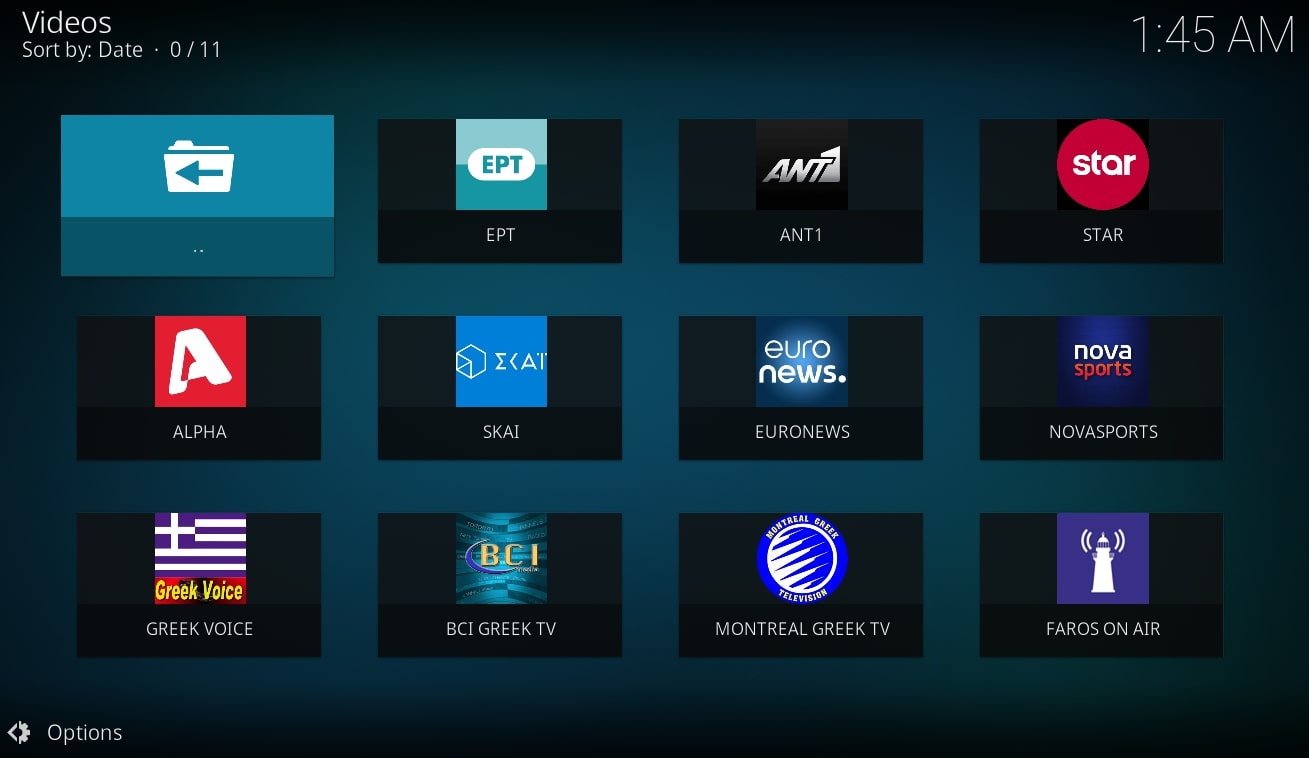 Videos
Sort by: Date · 0 / 11
1:45 AM
..
ΕΡΤ
EPT
ANT1
ANT1
star
STAR
ALPHA
ΣΚΑΪ
SKAI
euro
news.
EURONEWS
nova
sports
NOVASPORTS
Greek Voice
GREEK VOICE
BCI
BCI GREEK TV
MONTREAL GREEK
TELEVISION
MONTREAL GREEK TV
FAROS ON AIR
Options